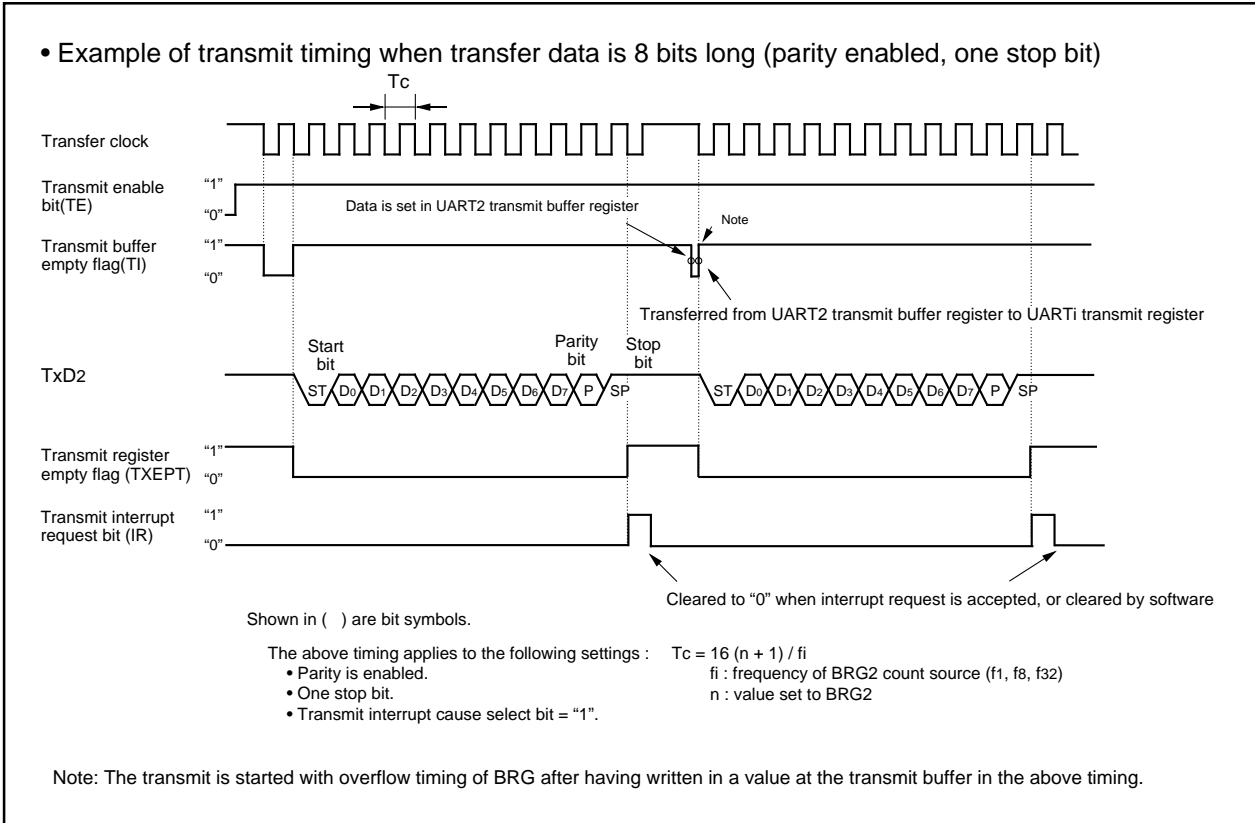 • Example of transmit timing when transfer data is 8 bits long (parity enabled, one stop bit)
Tc
Transfer clock
Transmit enable
bit(TE)
“1”
“0”
Data is set in UART2 transmit buffer register
Note
Transmit buffer
empty flag(TI)
“1”
“0”
Transferred from UART2 transmit buffer register to UARTi transmit register
Start
bit
Parity
bit
Stop
bit
TxD2
ST D0 D1 D2 D3 D4 D5 D6 D7 P SP
ST D0 D1 D2 D3 D4 D5 D6 D7 P SP
Transmit register
empty flag (TXEPT)
“1”
“0”
Transmit interrupt
request bit (IR)
“1”
“0”
Cleared to “0” when interrupt request is accepted, or cleared by software
Shown in ( ) are bit symbols.
The above timing applies to the following settings :
• Parity is enabled.
• One stop bit.
• Transmit interrupt cause select bit = “1”.
Tc = 16 (n + 1) / fi
fi : frequency of BRG2 count source (f1, f8, f32)
n : value set to BRG2
Note: The transmit is started with overflow timing of BRG after having written in a value at the transmit buffer in the above timing.